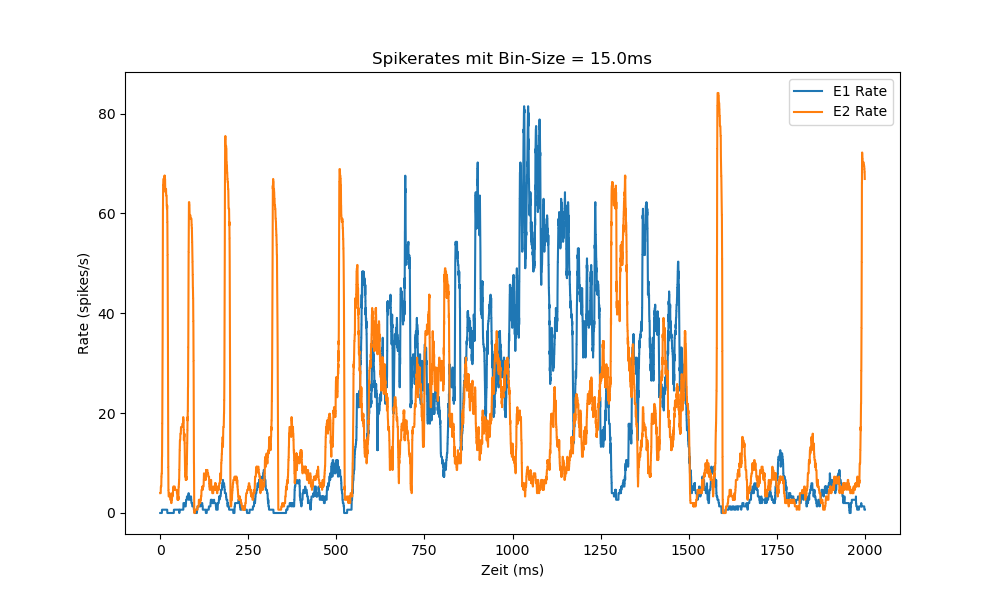 Spikerates mit Bin-Size = 15.0ms
E1 Rate
E2 Rate
Rate (spikes/s)
80
60
40
20
0
0 250 500 750 1000 1250 1500 1750 2000
Zeit (ms)